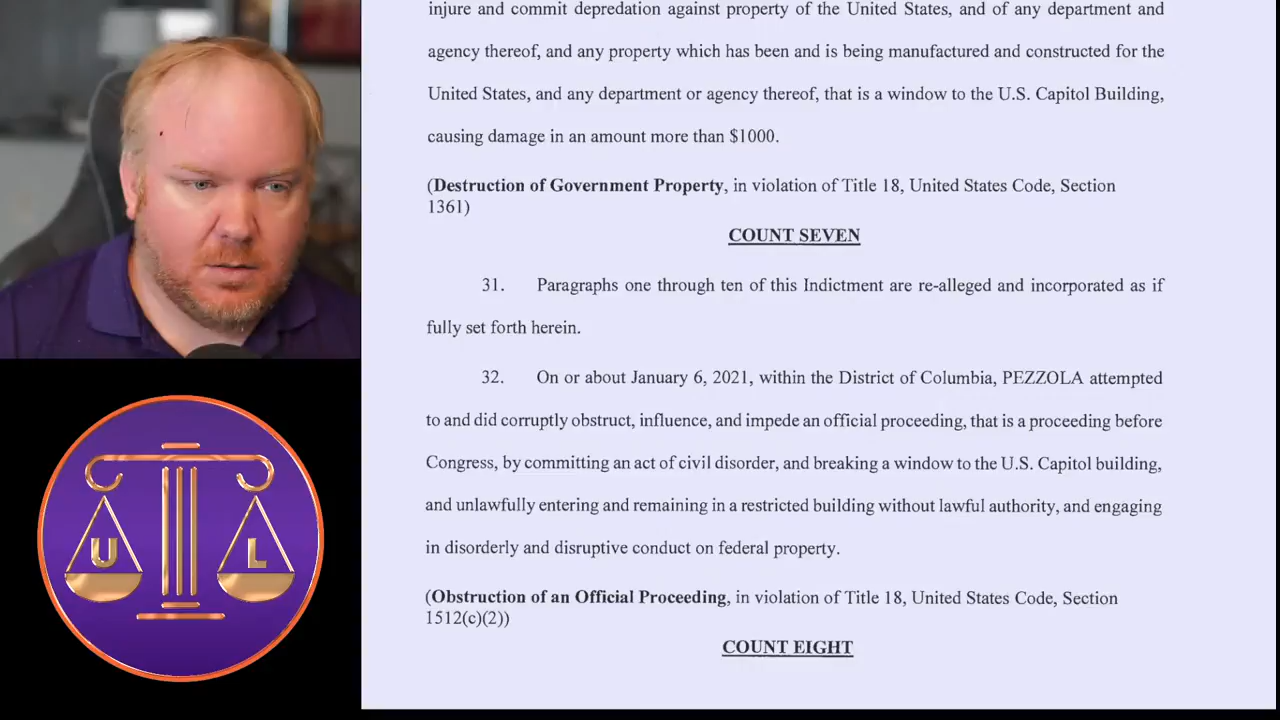 injure and commit depredation against property of the United States, and of any department and
agency thereof, and any property which has been and is being manufactured and constructed for the
United States, and any department or agency thereof, that is a window to the U.S. Capitol Building,
causing damage in an amount more than $1000.
(Destruction of Government Property, in violation of Title 18, United States Code, Section
1361)
COUNT SEVEN
31. Paragraphs one through ten of this Indictment are re-alleged and incorporated as if
fully set forth herein.
32. On or about January 6, 2021, within the District of Columbia, PEZZOLA attempted
to and did corruptly obstruct, influence, and impede an official proceeding, that is a proceeding before
Congress, by committing an act of civil disorder, and breaking a window to the U.S. Capitol building,
and unlawfully entering and remaining in a restricted building without lawful authority, and engaging
in disorderly and disruptive conduct on federal property.
(Obstruction of an Official Proceeding, in violation of Title 18, United States Code, Section
1512(c)(2))
COUNT EIGHT
U L